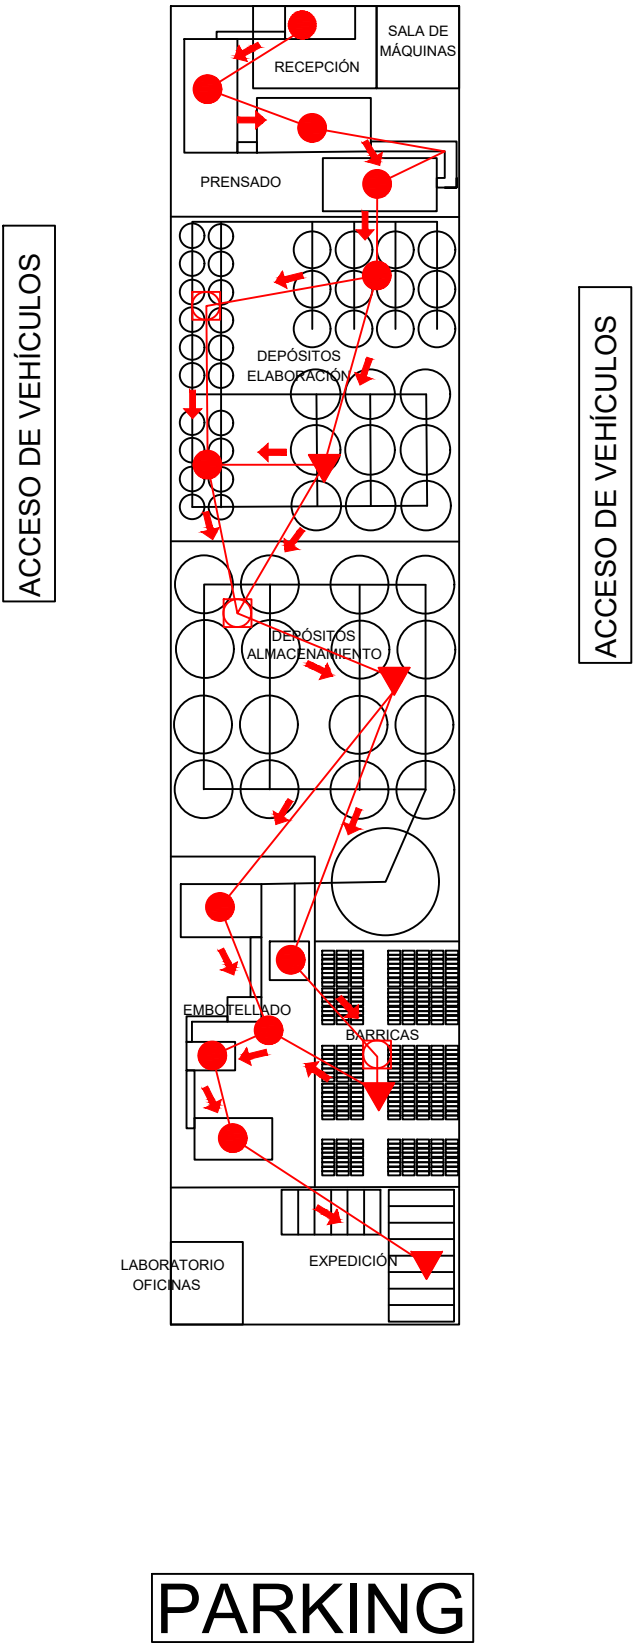 SALA DE
MÁQUINAS
RECEPCIÓN
PRENSADO
ACCESO DE VEHÍCULOS
ACCESO DE VEHÍCULOS
DEPÓSITOS
ELABORACIÓN
DEPÓSITOS
ALMACENAMIENTO
EMBOTELLADO
BARRICAS
LABORATORIO
OFICINAS
EXPEDICIÓN
PARKING